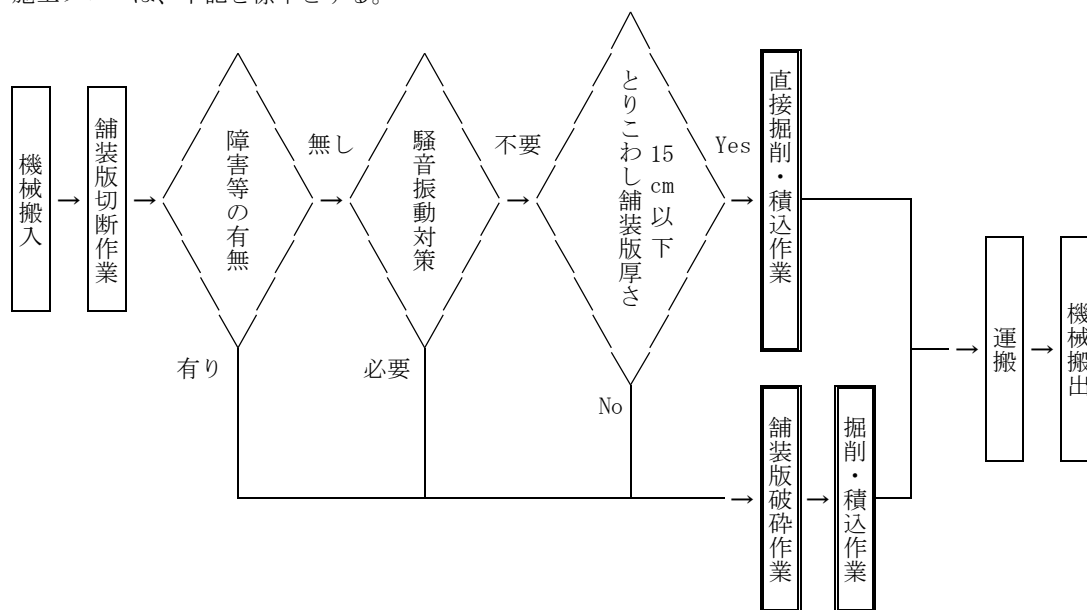 施工フローは、下記を標準とする。
機械搬入
→
舗装版切断作業
→
障害等の有無
無し
→
騒音振動対策
不要
→
とりこわし舗装版厚さ
15cm以下
Yes
→
直接掘削・積込作業
有り
必要
No
→
舗装版破砕作業
→
掘削・積込作業
→
運搬
→
機械搬出